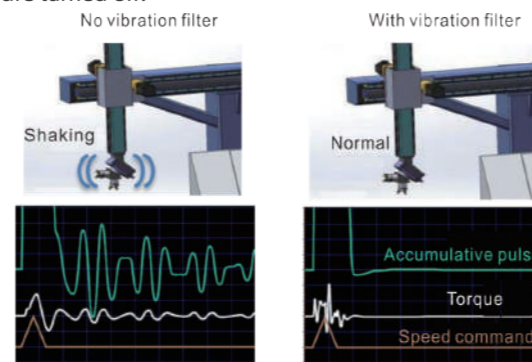 No vibration filter
With vibration filter
Shaking
Normal
Accumulative puls
Torque
Speed command